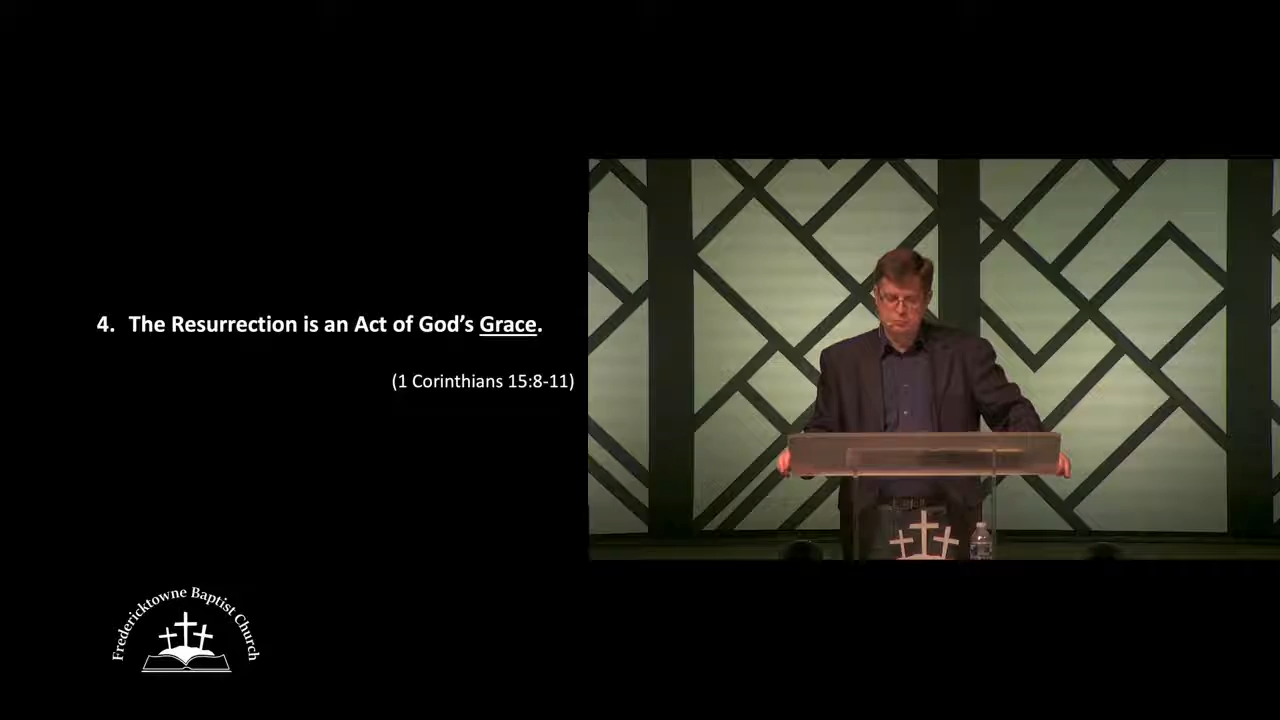 4. The Resurrection is an Act of God’s Grace.
(1 Corinthians 15:8-11)
Fredericktowne Baptist Church